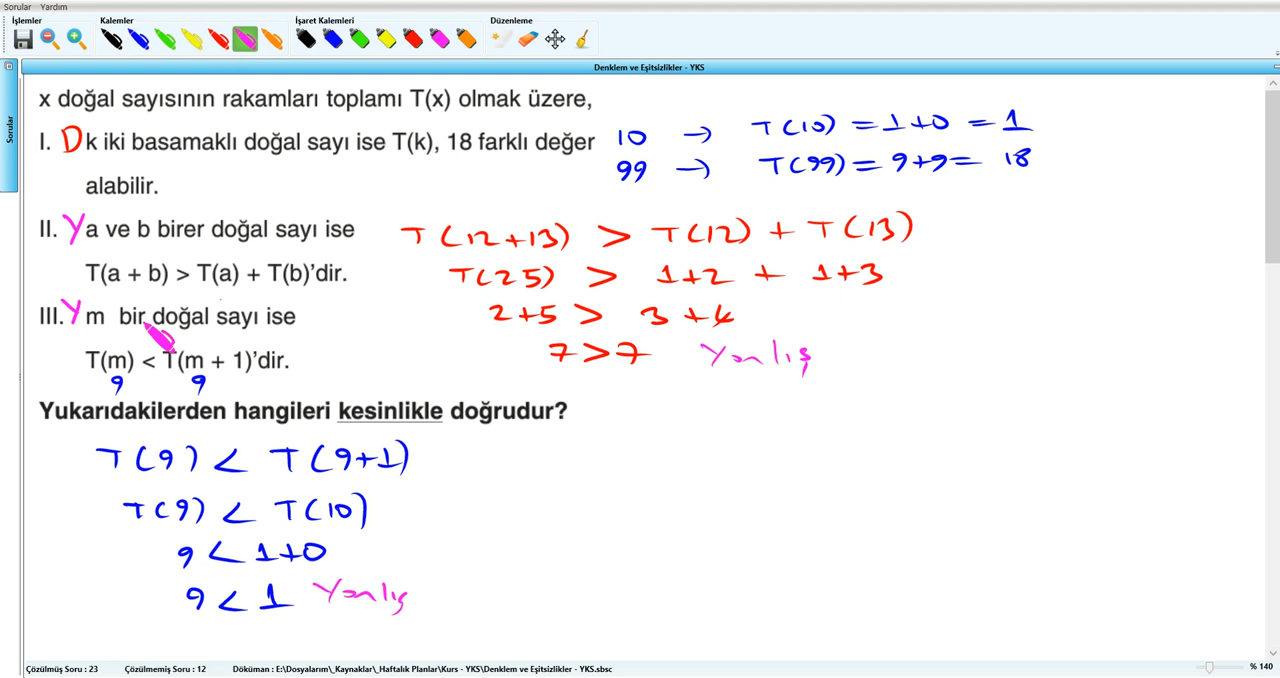 Sorular Yardım
İşlemler Kalemler İşaret Kalemleri Düzenleme
Denklem ve Eşitsizlikler - YKS
Sorular
x doğal sayısının rakamları toplamı T(x) olmak üzere,
I. D k iki basamaklı doğal sayı ise T(k), 18 farklı değer
alabilir.
10 → T(10) = 1+0 = 1
99 → T(99) = 9+9 = 18
II. Y a ve b birer doğal sayı ise
T(a + b) > T(a) + T(b)'dir.
T(12+13) > T(12) + T(13)
T(25) > 1+2 + 1+3
2+5 > 3+4
7>7 Yanlış
III. Y m bir doğal sayı ise
T(m) < T(m + 1)'dir.
9 9
Yukarıdakilerden hangileri kesinlikle doğrudur?
T(9) < T(9+1)
T(9) < T(10)
9 < 1+0
9 < 1 Yanlış
Çözülmüş Soru : 23 Çözülmemiş Soru : 12 Döküman : E:\Dosyalarım\_Kaynaklar\_Haftalık Planlar\Kurs - YKS\Denklem ve Eşitsizlikler - YKS.sbsc % 140